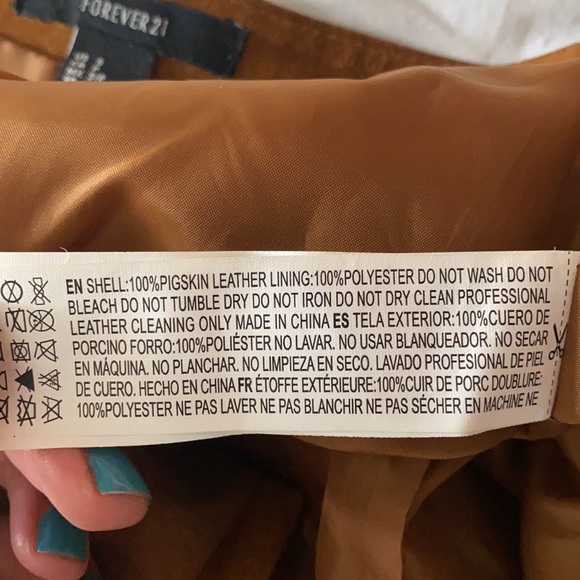 FOREVER21
EN SHELL:100%PIGSKIN LEATHER LINING:100%POLYESTER DO NOT WASH DO NOT
BLEACH DO NOT TUMBLE DRY DO NOT IRON DO NOT DRY CLEAN PROFESSIONAL
LEATHER CLEANING ONLY MADE IN CHINA ES TELA EXTERIOR:100%CUERO DE
PORCINO FORRO:100%POLIÉSTER NO LAVAR. NO USAR BLANQUEADOR. NO SECAR
EN MÁQUINA. NO PLANCHAR. NO LIMPIEZA EN SECO. LAVADO PROFESIONAL DE PIEL
DE CUERO. HECHO EN CHINA FR ÉTOFFE EXTÉRIEURE:100%CUIR DE PORC DOUBLURE:
100%POLYESTER NE PAS LAVER NE PAS BLANCHIR NE PAS SÉCHER EN MACHINE NE